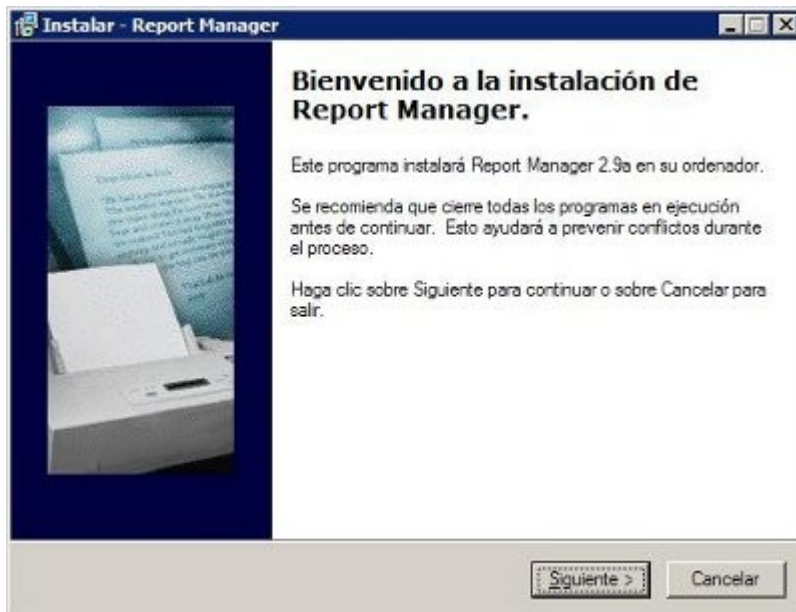 Instalar - Report Manager
Bienvenido a la instalación de
Report Manager.
Este programa instalará Report Manager 2.9a en su ordenador.
Se recomienda que cierre todas los programas en ejecución
antes de continuar. Esto ayudará a prevenir conflictos durante
el proceso.
Haga clic sobre Siguiente para continuar o sobre Cancelar para
salir.
Siguiente >
Cancelar